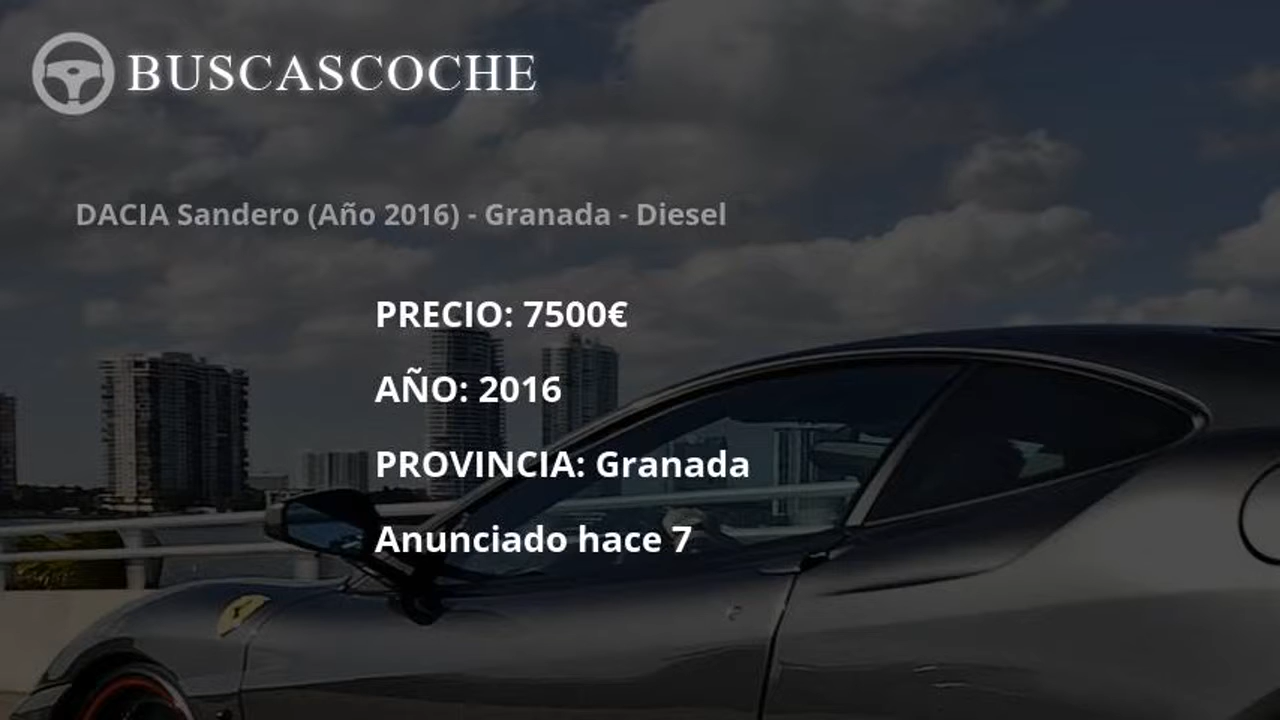 BUSCASCOCHE
DACIA Sandero (Año 2016) - Granada - Diesel
PRECIO: 7500€
AÑO: 2016
PROVINCIA: Granada
Anunciado hace 7